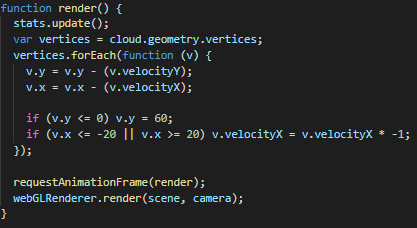 function render() {
  stats.update();
  var vertices = cloud.geometry.vertices;
  vertices.forEach(function (v) {
    v.y = v.y - (v.velocityY);
    v.x = v.x - (v.velocityX);

    if (v.y <= 0) v.y = 60;
    if (v.x <= -20 || v.x >= 20) v.velocityX = v.velocityX * -1;
  });

  requestAnimationFrame(render);
  webGLRenderer.render(scene, camera);
}